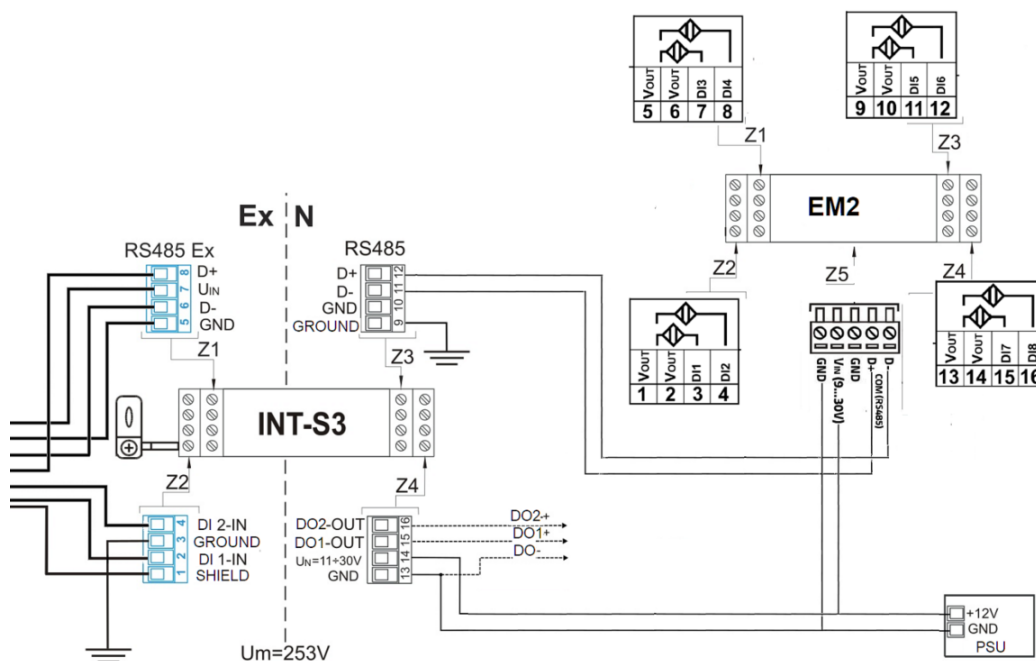 VOUT VOUT DI3 DI4
5 6 7 8
VOUT VOUT DI5 DI6
9 10 11 12
Z1
Z3
EM2
Ex N
RS485 Ex
RS485
D+ 8
UIN 7
D- 6
GND 5
D+ 12
D- 11
GND 10
GROUND 9
Z2
Z5
Z4
VOUT VOUT DI1 DI2
1 2 3 4
VOUT VOUT DI7 DI8
13 14 15 16
GND
VIN (9...30V)
GND
D+
D-
COM (RS485)
Z1
Z3
INT-S3
Z2
Z4
4 DI 2-IN
3 GROUND
2 DI 1-IN
1 SHIELD
DO2-OUT 16
DO1-OUT 15
UN=11÷30V 14
GND 13
DO2-+
DO1+
DO-
+12V
GND
PSU
Um=253V